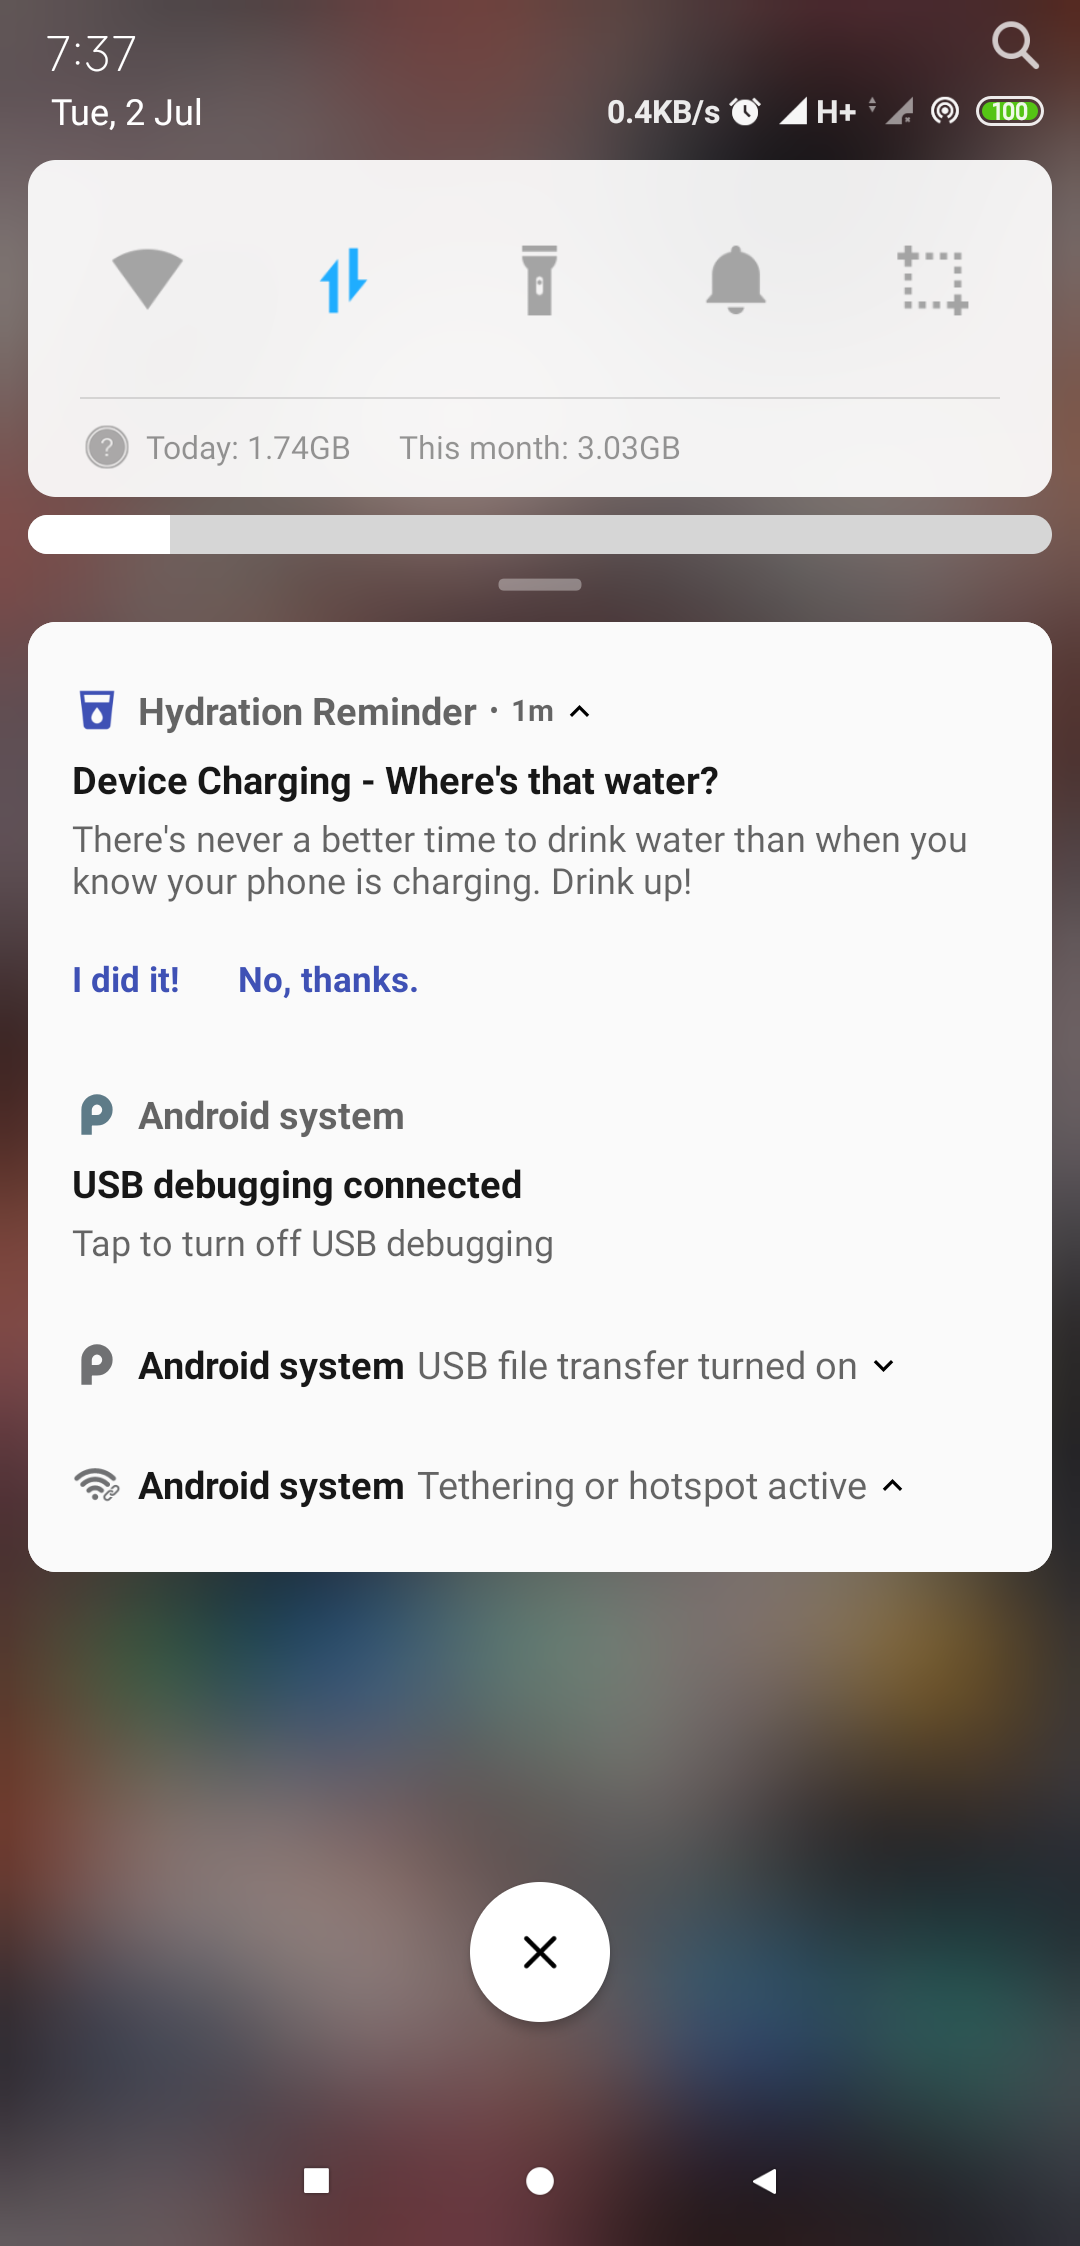 7:37
Tue, 2 Jul
0.4KB/s H+ 100
? Today: 1.74GB This month: 3.03GB
Hydration Reminder • 1m
Device Charging - Where's that water?
There's never a better time to drink water than when you
know your phone is charging. Drink up!
I did it! No, thanks.
Android system
USB debugging connected
Tap to turn off USB debugging
Android system USB file transfer turned on
Android system Tethering or hotspot active